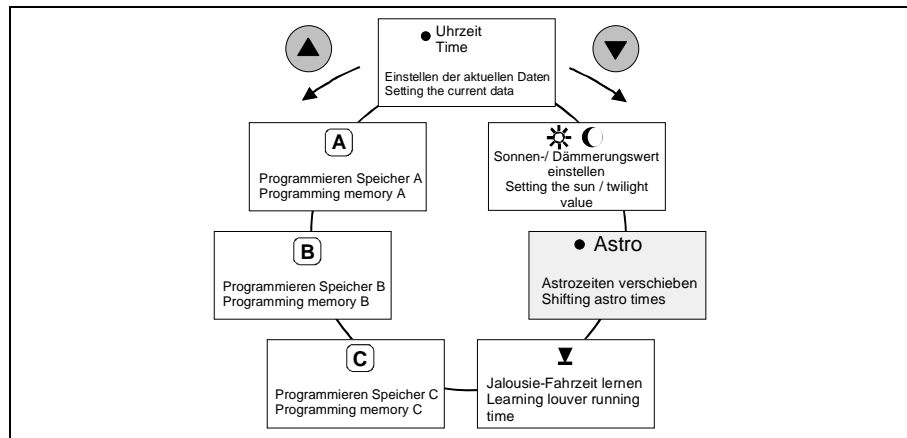 Uhrzeit
Time
Einstellen der aktuellen Daten
Setting the current data
A
Programmieren Speicher A
Programming memory A
Sonnen-/ Dämmerungswert
einstellen
Setting the sun / twilight
value
B
Programmieren Speicher B
Programming memory B
Astro
Astrozeiten verschieben
Shifting astro times
C
Programmieren Speicher C
Programming memory C
Jalousie-Fahrzeit lernen
Learning louver running
time